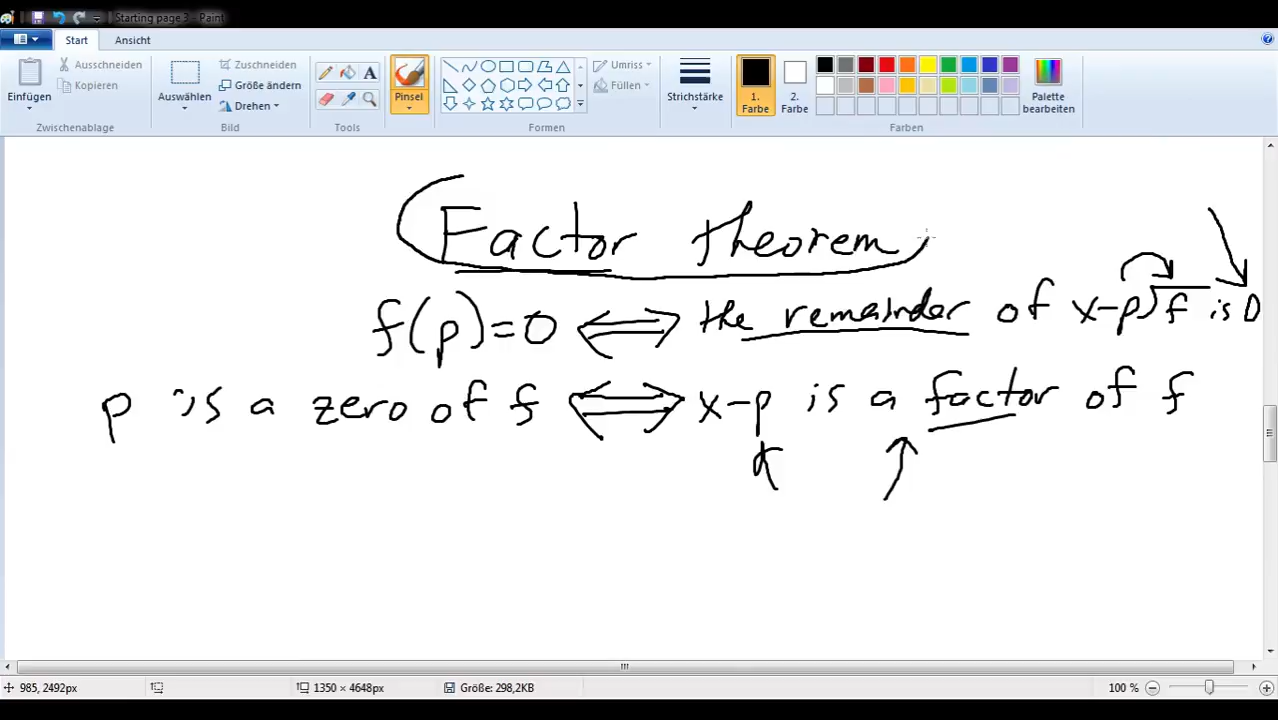 Starting page 3 - Paint
Start Ansicht
Einfügen Ausschneiden Kopieren Auswählen Größe ändern Drehen Pinsel Umriss Füllen Strichstärke 1. Farbe 2. Farbe Palette bearbeiten
Zwischenablage Bild Tools Formen Farben
Factor theorem
f(p)=0 ⟺ the remainder of x-p)f is 0
p is a zero of f ⟺ x-p is a factor of f
985, 2492px 1350 × 4648px Größe: 298,2KB 100 %